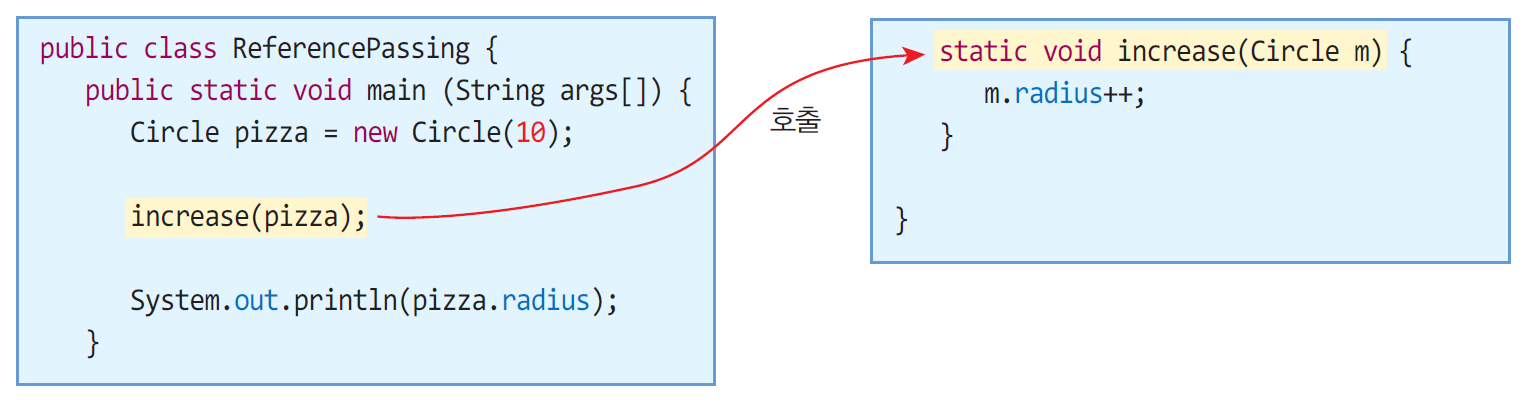 public class ReferencePassing {
public static void main (String args[]) {
Circle pizza = new Circle(10);
increase(pizza);
System.out.println(pizza.radius);
}
호출
static void increase(Circle m) {
m.radius++;
}
}